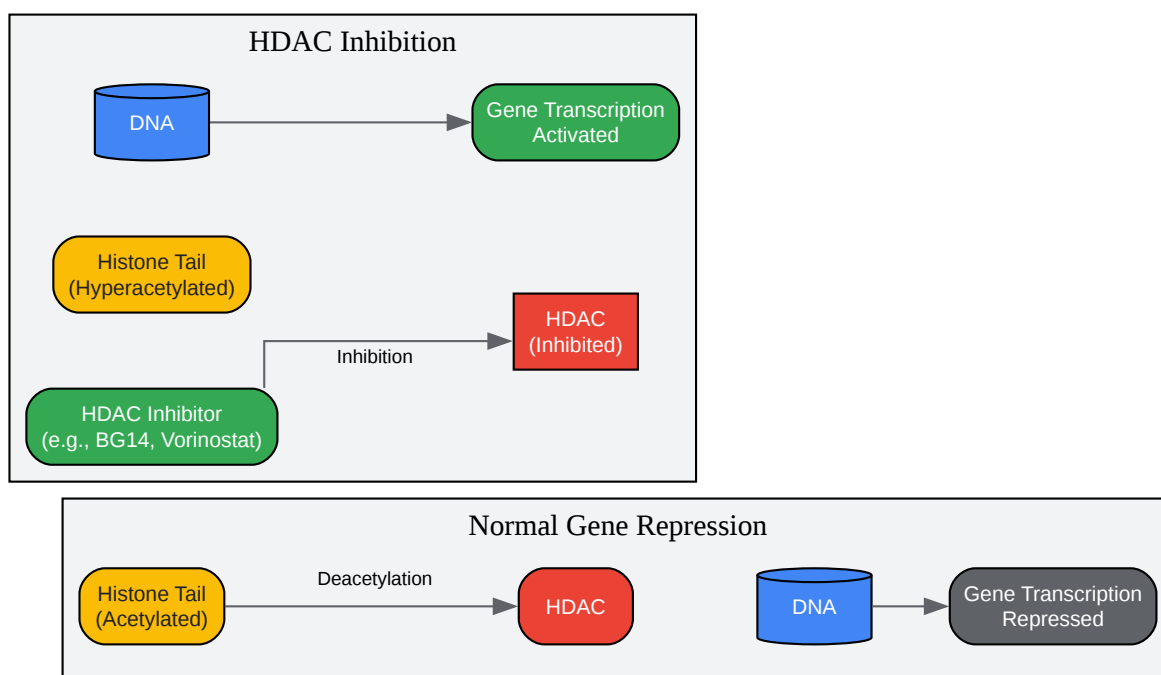 HDAC Inhibition
DNA
Gene Transcription
Activated
Histone Tail
(Hyperacetylated)
HDAC
(Inhibited)
Inhibition
HDAC Inhibitor
(e.g., BG14, Vorinostat)
Normal Gene Repression
Histone Tail
(Acetylated)
Deacetylation
HDAC
DNA
Gene Transcription
Repressed